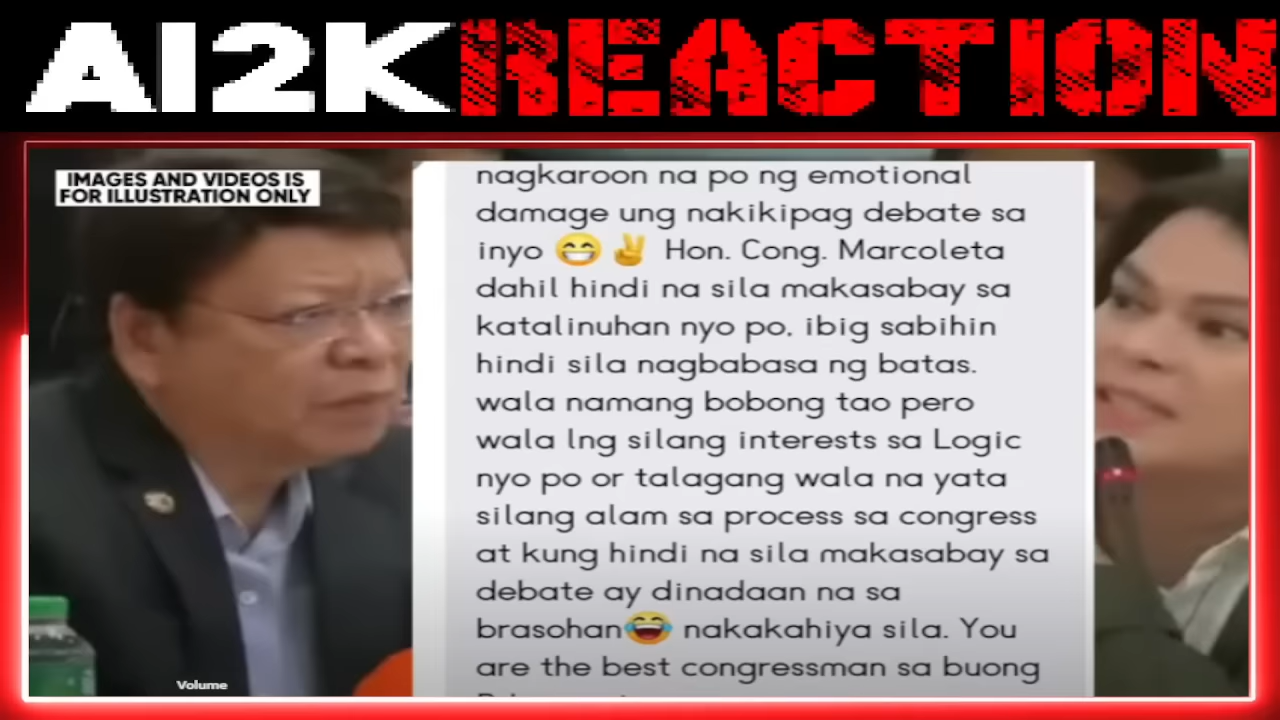 AI2KREACTION
IMAGES AND VIDEOS IS
FOR ILLUSTRATION ONLY
nagkaroon na po ng emotional
damage ung nakikipag debate sa
inyo 😁✌️ Hon. Cong. Marcoleta
dahil hindi na sila makasabay sa
katalinuhan nyo po, ibig sabihin
hindi sila nagbabasa ng batas.
wala namang bobong tao pero
wala lng silang interests sa Logic
nyo po or talagang wala na yata
silang alam sa process sa congress
at kung hindi na sila makasabay sa
debate ay dinadaan na sa
brasohan😂 nakakahiya sila. You
are the best congressman sa buong
Volume